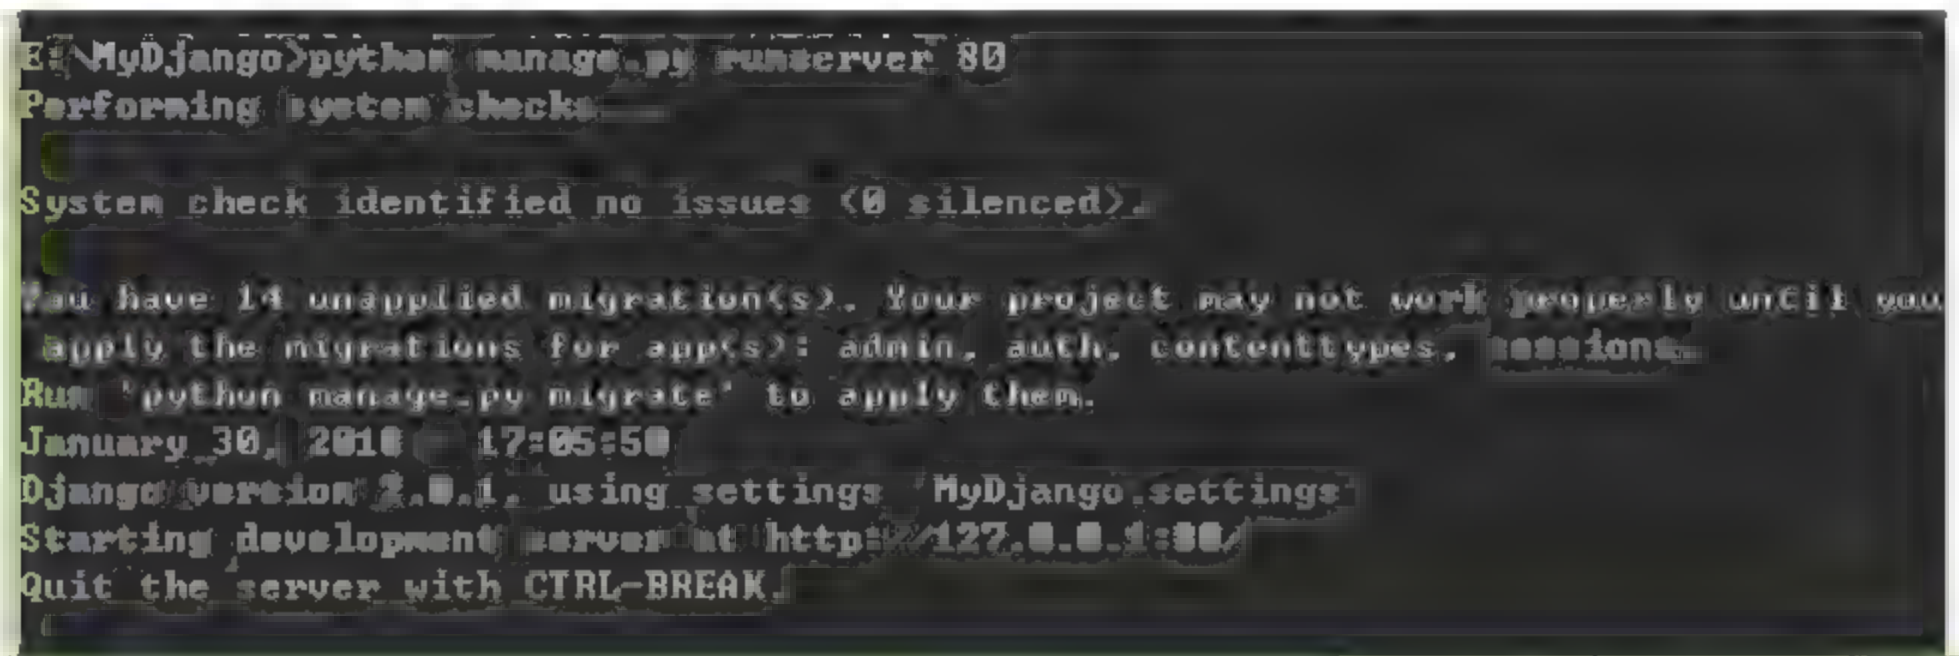 E:\MyDjango>python manage.py runserver 80
Performing system checks
System check identified no issues (0 silenced).
You have 14 unapplied migration(s). Your project may not work properly until you
apply the migrations for app(s): admin, auth, contenttypes, sessions.
Run 'python manage.py migrate' to apply them.
January 30, 2018 - 17:05:50
Django version 2.0.1, using settings 'MyDjango.settings'
Starting development server at http://127.0.0.1:80/
Quit the server with CTRL-BREAK.